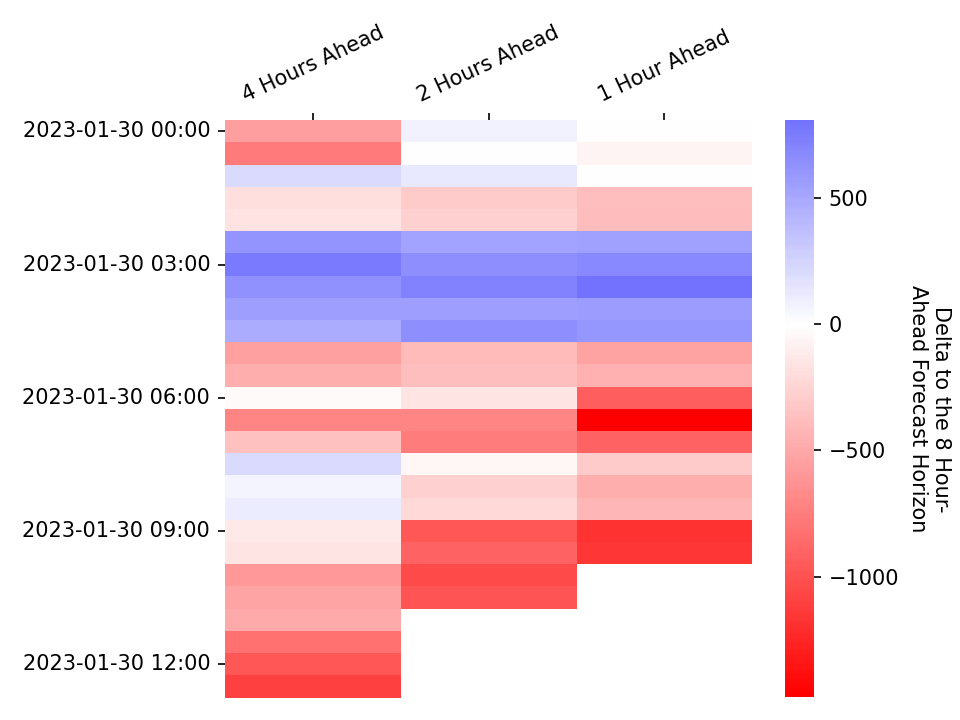 4 Hours Ahead
2 Hours Ahead
1 Hour Ahead
2023-01-30 00:00
2023-01-30 03:00
2023-01-30 06:00
2023-01-30 09:00
2023-01-30 12:00
500
0
−500
−1000
Delta to the 8 Hour-
Ahead Forecast Horizon